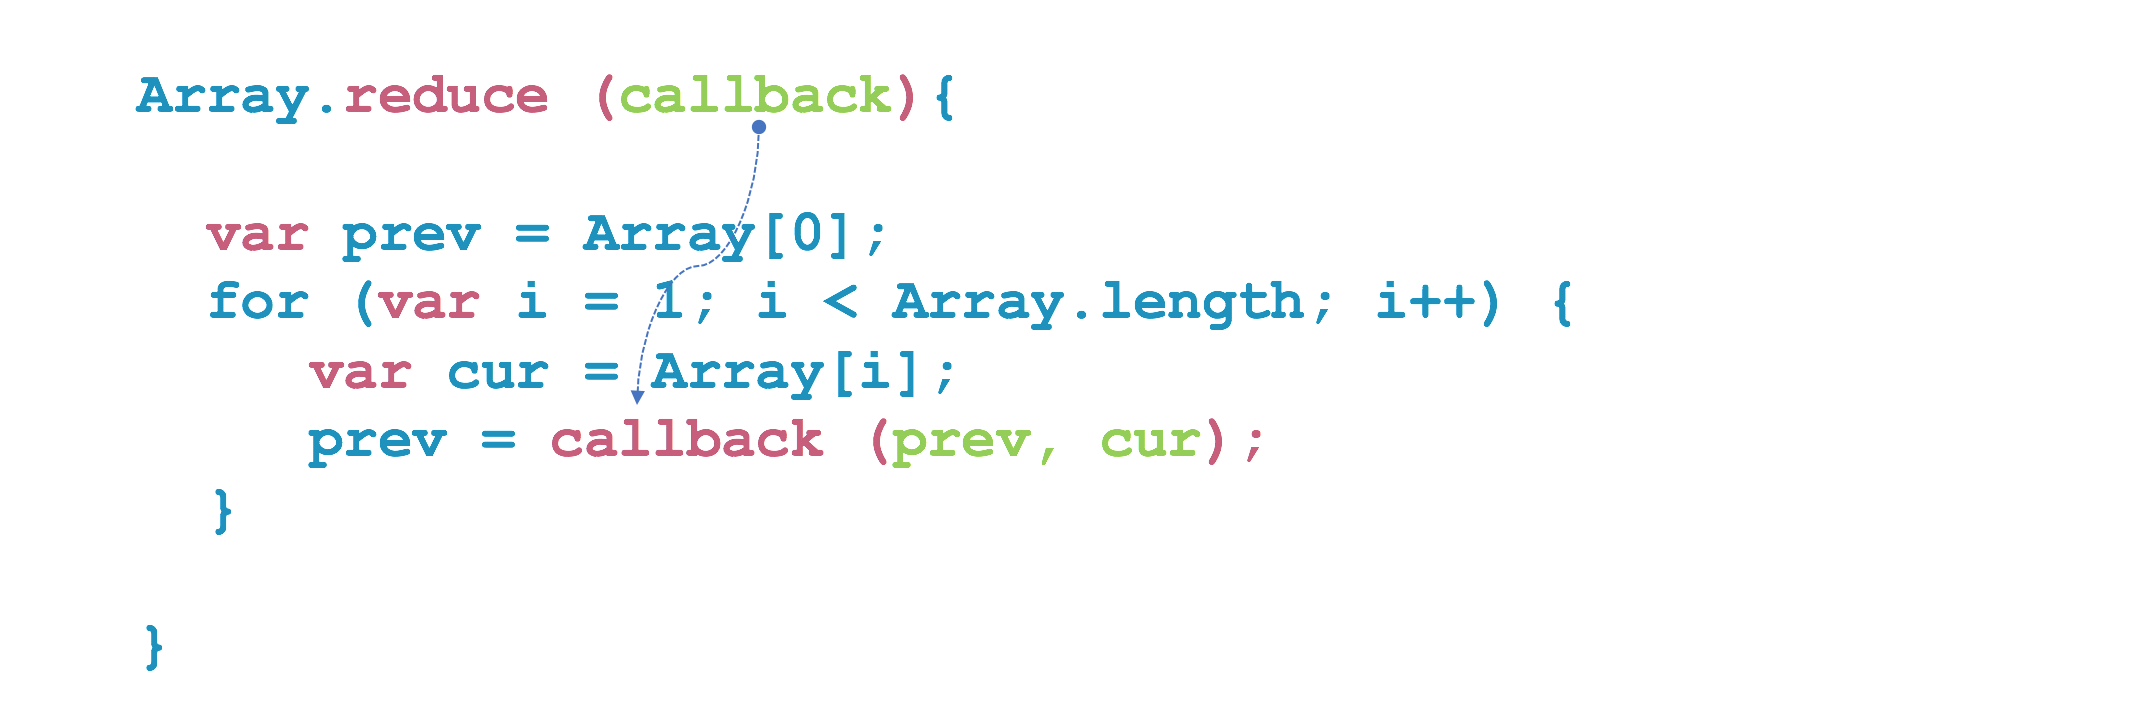 Array.reduce (callback){
var prev = Array[0];
for (var i = 1; i < Array.length; i++) {
var cur = Array[i];
prev = callback (prev, cur);
}
}